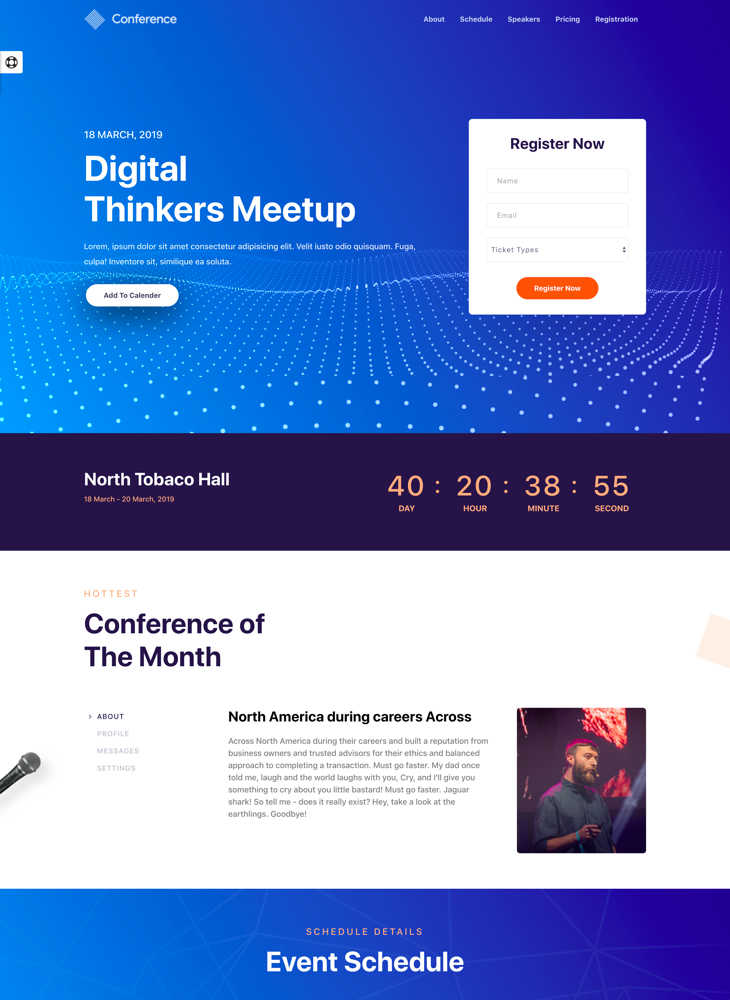 Conference
About Schedule Speakers Pricing Registration
18 MARCH, 2019
Digital
Thinkers Meetup
Lorem, ipsum dolor sit amet consectetur adipisicing elit. Velit iusto odio quisquam. Fuga,
culpa! Inventore sit, similique ea soluta.
Add To Calender
Register Now
Name
Email
Ticket Types
Register Now
North Tobaco Hall
18 March - 20 March, 2019
40 : 20 : 38 : 55
DAY HOUR MINUTE SECOND
HOTTEST
Conference of
The Month
ABOUT
PROFILE
MESSAGES
SETTINGS
North America during careers Across
Across North America during their careers and built a reputation from
business owners and trusted advisors for their ethics and balanced
approach to completing a transaction. Must go faster. My dad once
told me, laugh and the world laughs with you, Cry, and I'll give you
something to cry about you little bastard! Must go faster. Jaguar
shark! So tell me - does it really exist? Hey, take a look at the
earthlings. Goodbye!
SCHEDULE DETAILS
Event Schedule